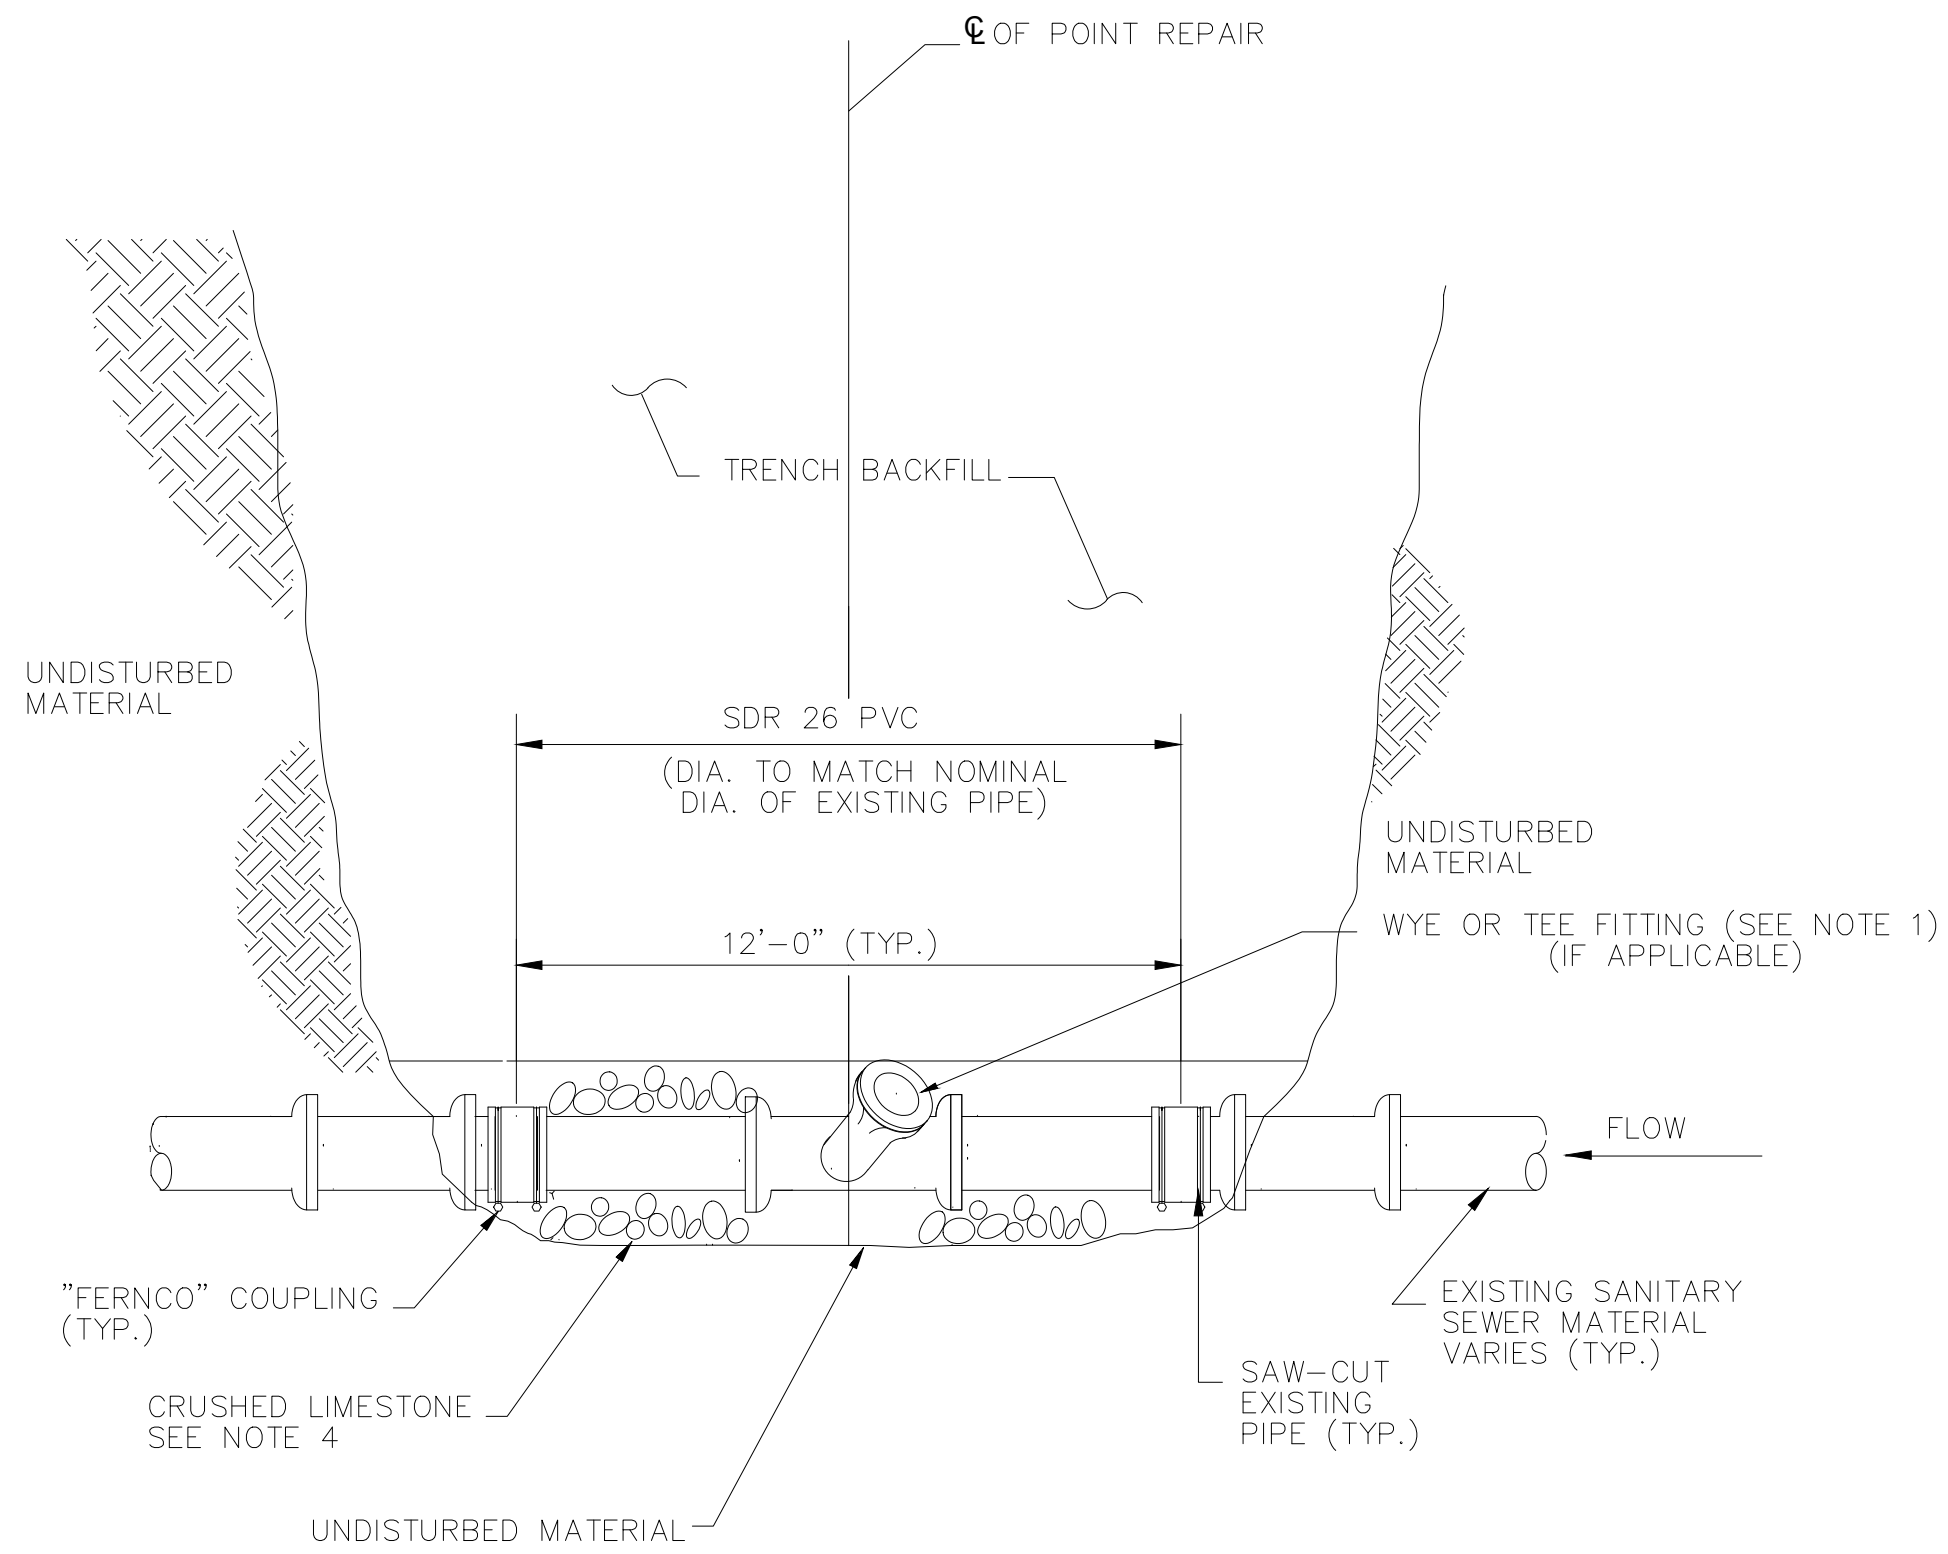 ℄ OF POINT REPAIR
TRENCH BACKFILL
UNDISTURBED
MATERIAL
SDR 26 PVC
(DIA. TO MATCH NOMINAL
DIA. OF EXISTING PIPE)
UNDISTURBED
MATERIAL
WYE OR TEE FITTING (SEE NOTE 1)
(IF APPLICABLE)
12'-0" (TYP.)
FLOW
"FERNCO" COUPLING
(TYP.)
EXISTING SANITARY
SEWER MATERIAL
VARIES (TYP.)
SAW-CUT
EXISTING
PIPE (TYP.)
CRUSHED LIMESTONE
SEE NOTE 4
UNDISTURBED MATERIAL